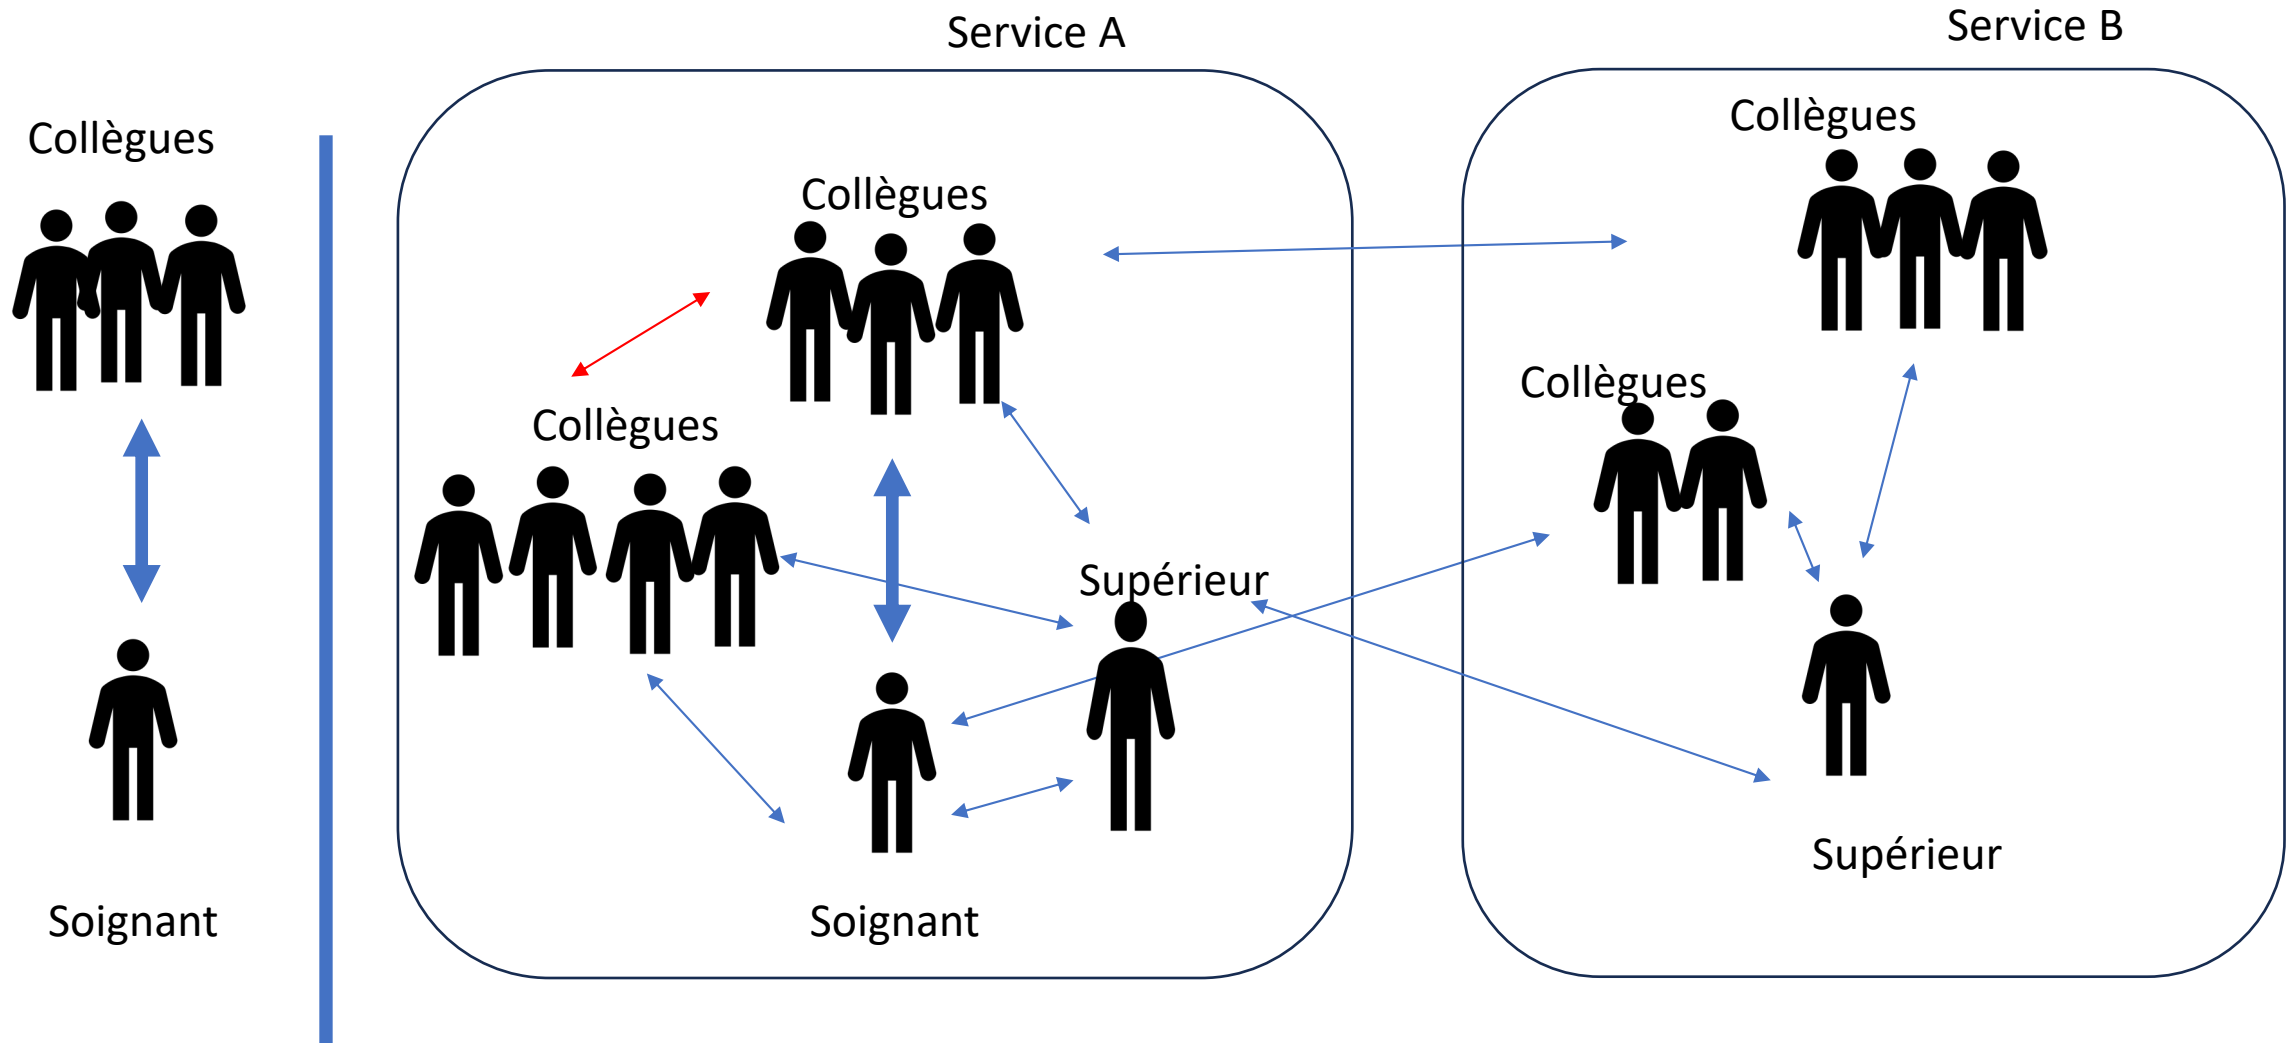 Collègues
Soignant
Service A
Collègues
Collègues
Supérieur
Soignant
Service B
Collègues
Collègues
Supérieur